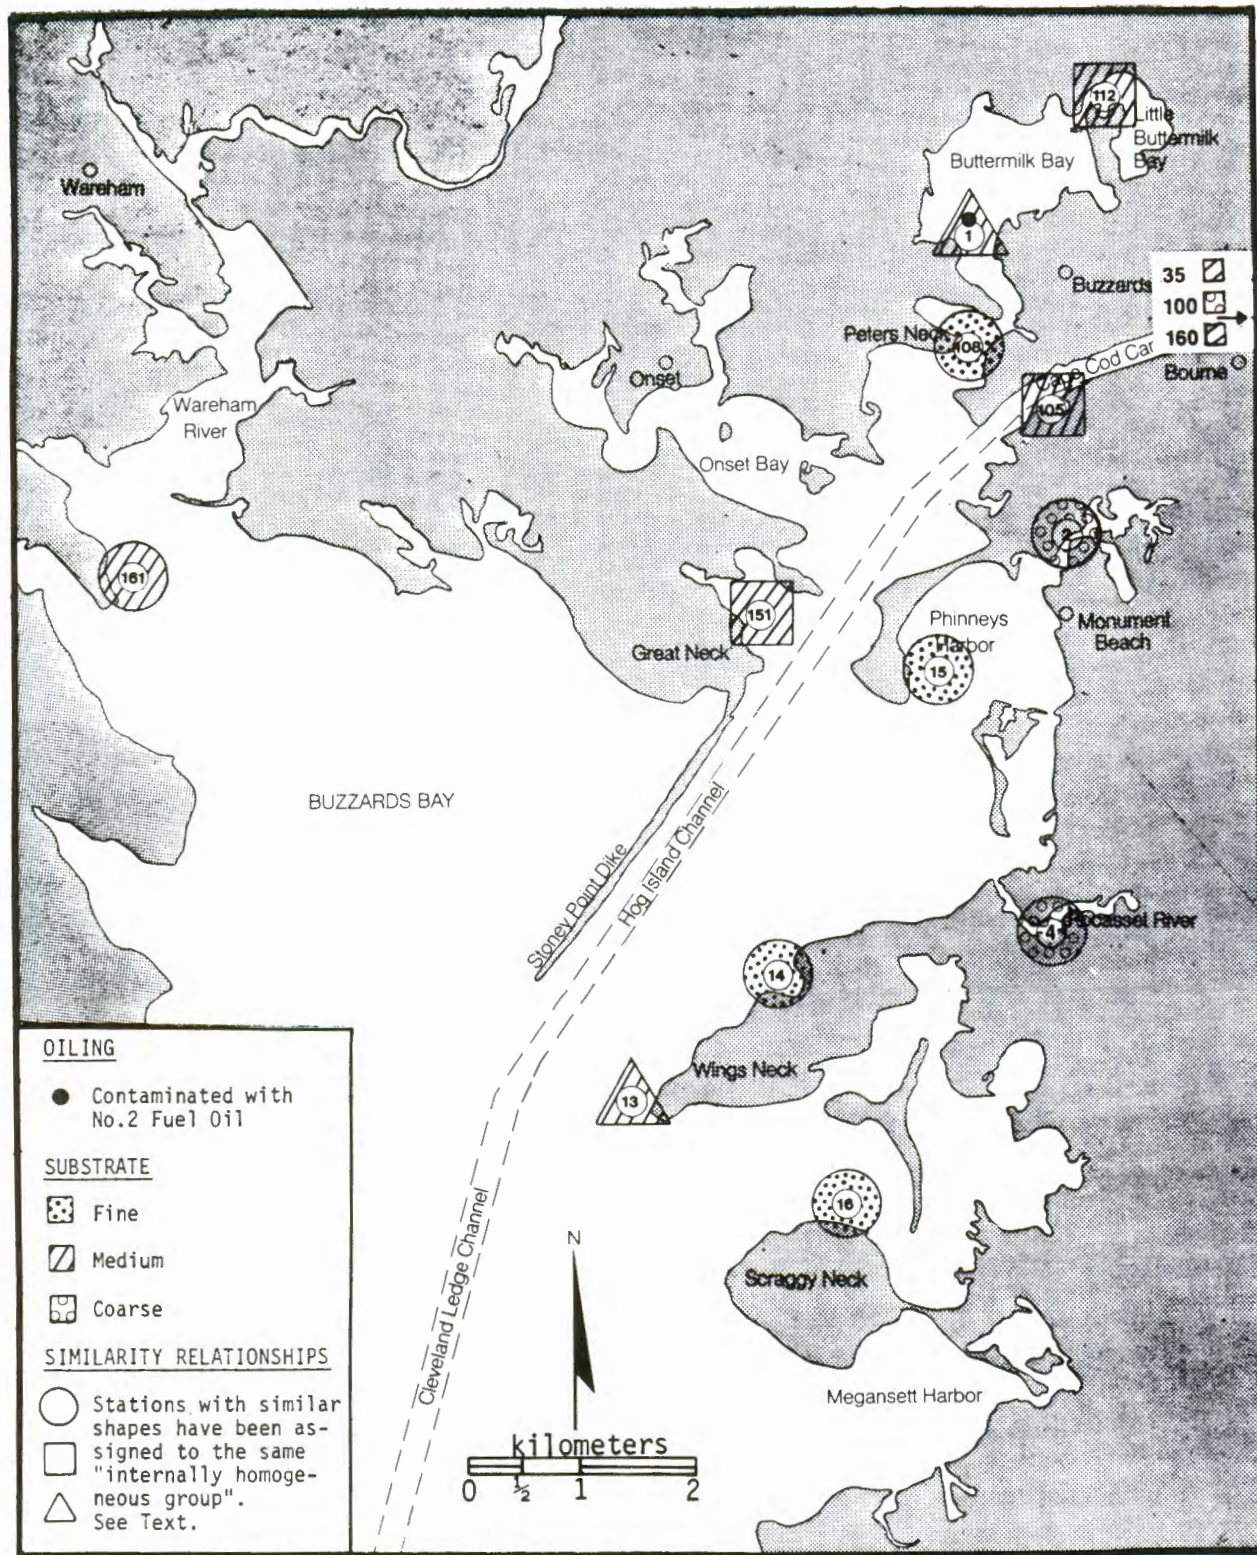 112
Little
Buttermilk
Bay
Buttermilk Bay
Wareham
1
Buzzards
35
100
160
Peters Neck
108
Cod
Bourne
Onset
105
Wareham
River
Onset Bay
2
161
151
Phinneys
Harbor
Monument
Beach
Great Neck
15
BUZZARDS BAY
Stoney Point Dike
Hog Island Channel
4
Pocasset River
14
Wings Neck
13
16
Scraggy Neck
Cleveland Ledge Channel
N
Megansett Harbor
kilometers
0 ½ 1 2
OILING
Contaminated with
No.2 Fuel Oil
SUBSTRATE
Fine
Medium
Coarse
SIMILARITY RELATIONSHIPS
Stations with similar
shapes have been as-
signed to the same
"internally homoge-
neous group".
See Text.